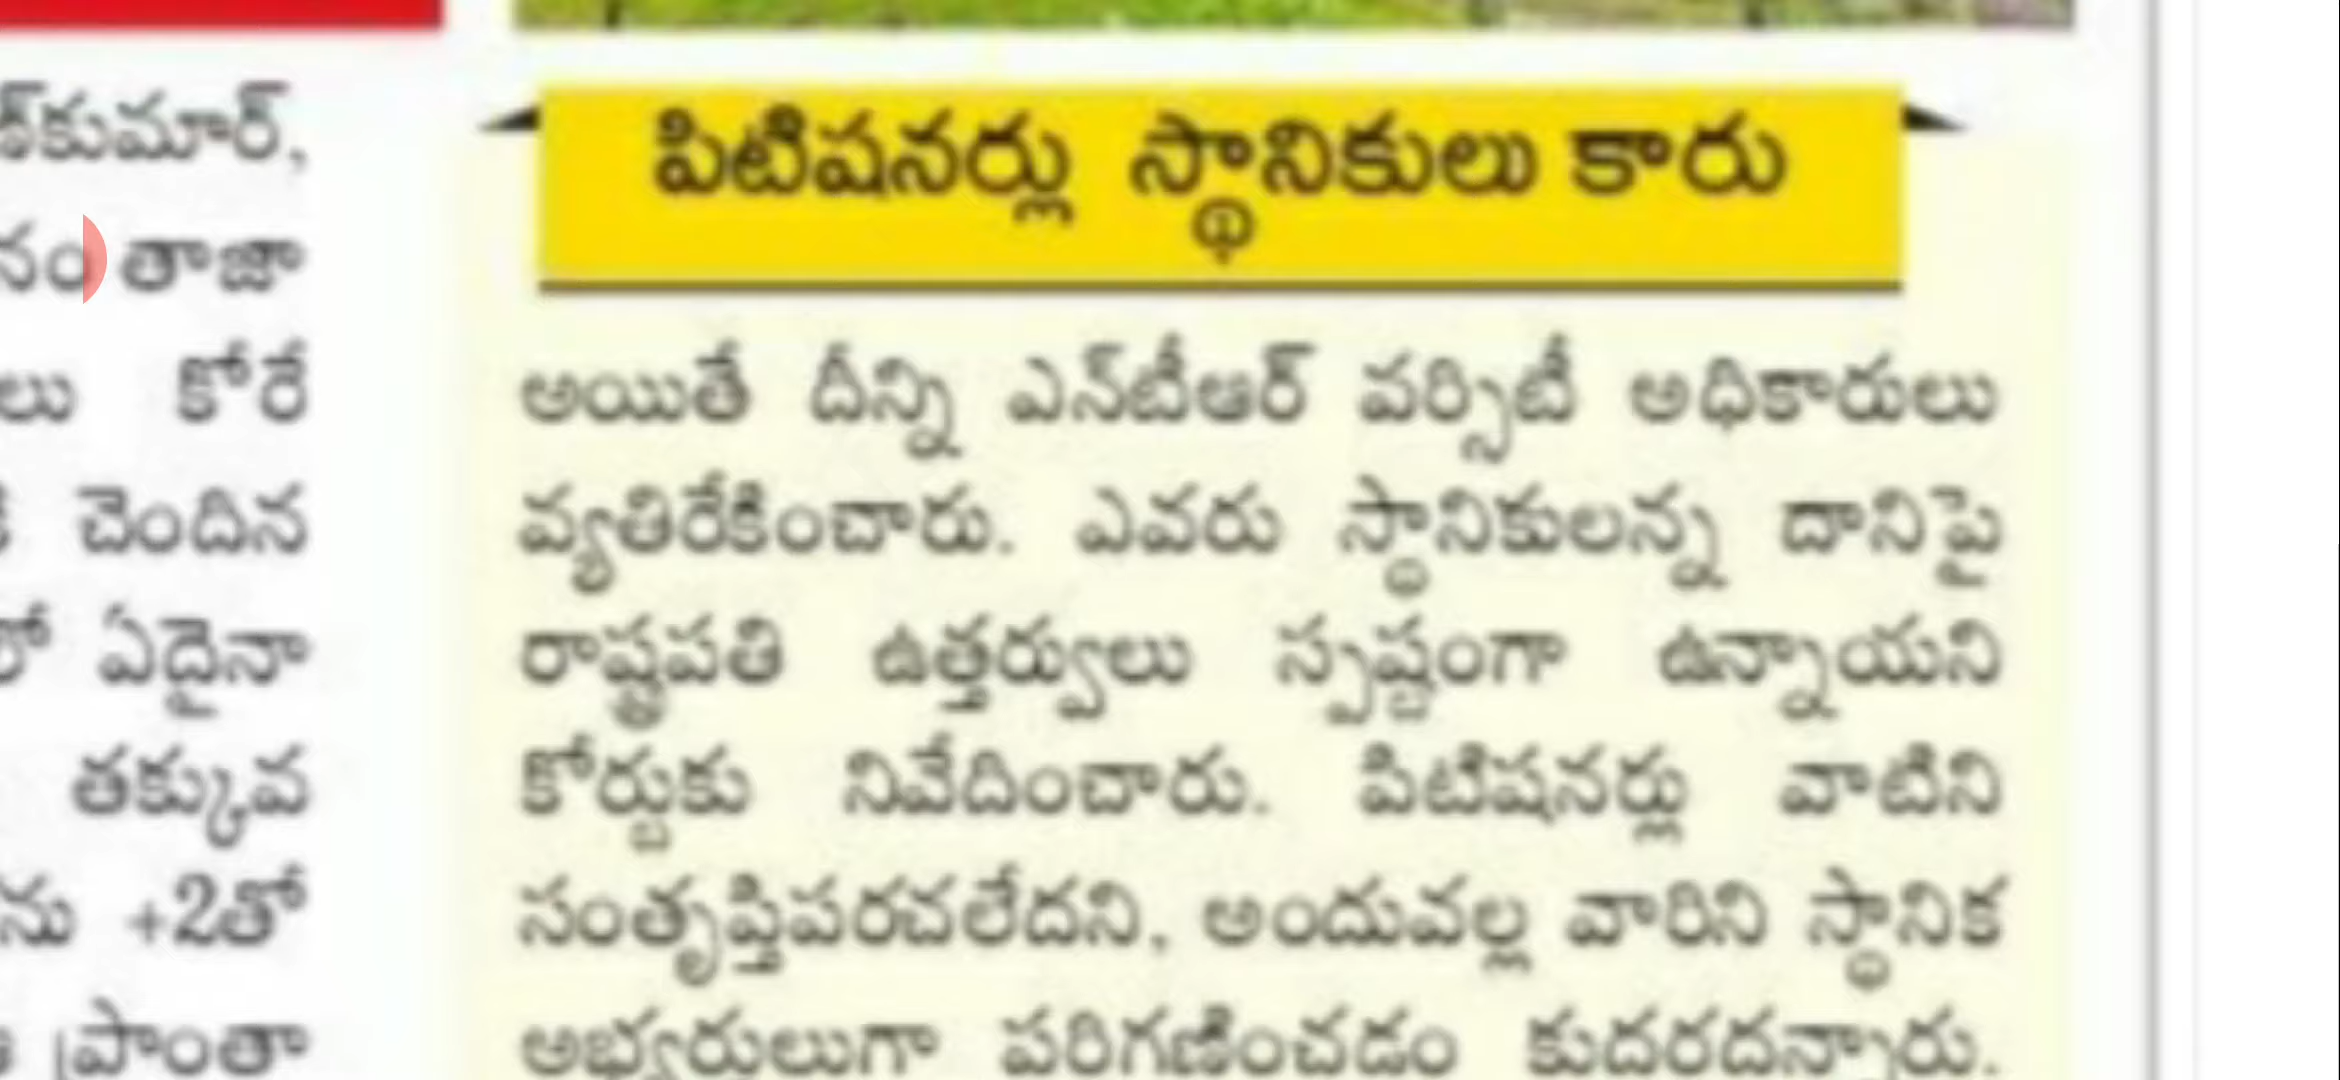 కుమార్,
తాజా
లు కోరే
చెందిన
లో ఏదైనా
తక్కువ
ను +2తో
ప్రాంతా
పిటిషనర్లు స్థానికులు కారు
అయితే దీన్ని ఎన్‌టీఆర్ వర్సిటీ అధికారులు
వ్యతిరేకించారు. ఎవరు స్థానికులన్న దానిపై
రాష్ట్రపతి ఉత్తర్వులు స్పష్టంగా ఉన్నాయని
కోర్టుకు నివేదించారు. పిటిషనర్లు వాటిని
సంతృప్తిపరచలేదని, అందువల్ల వారిని స్థానిక
అభ్యర్థులుగా పరిగణించడం కుదరదన్నారు.